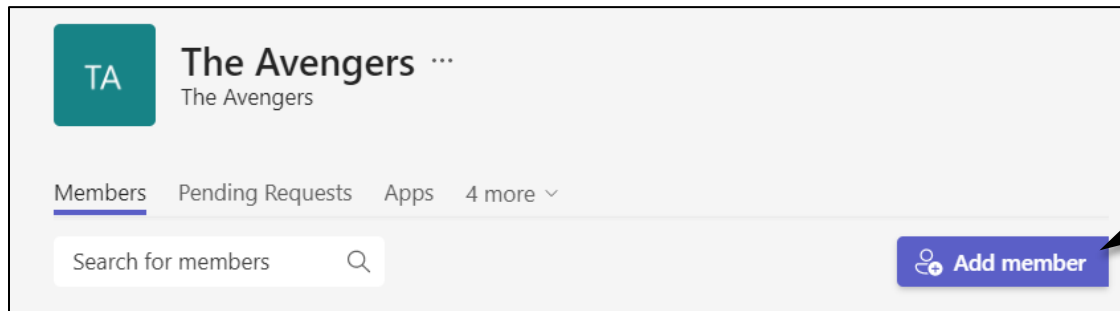 TA
The Avengers ...
The Avengers
Members Pending Requests Apps 4 more
Search for members
Add member